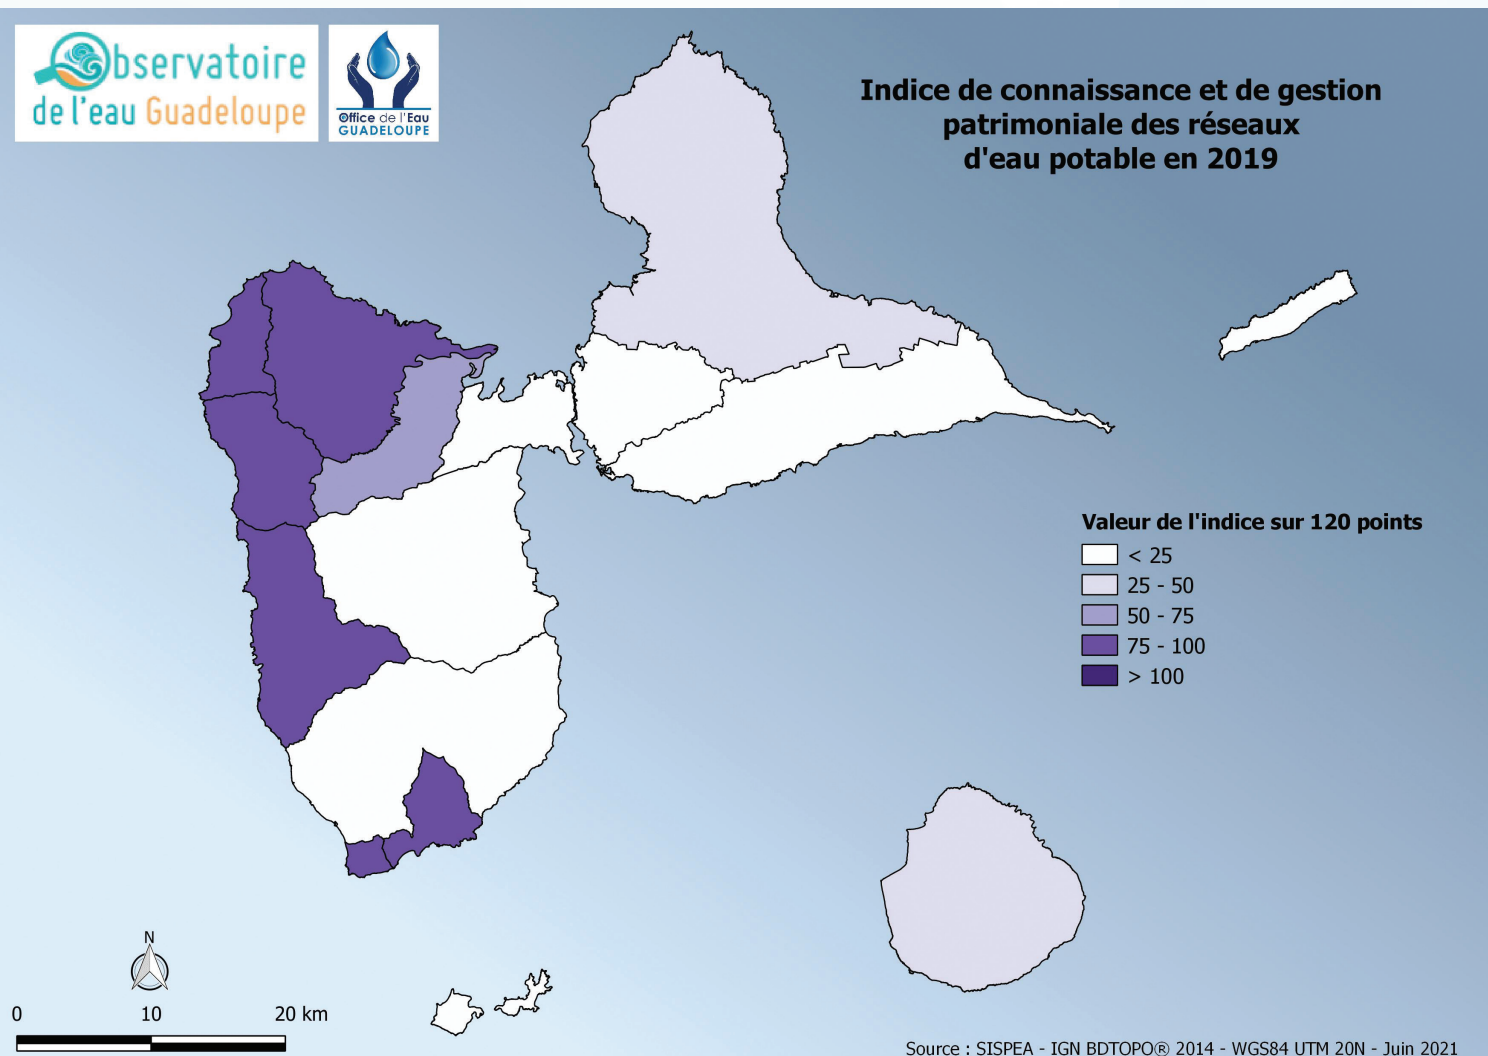 Observatoire
de l'eau Guadeloupe
Office de l'Eau
GUADELOUPE
Indice de connaissance et de gestion
patrimoniale des réseaux
d'eau potable en 2019
Valeur de l'indice sur 120 points
< 25
25 - 50
50 - 75
75 - 100
> 100
N
0 10 20 km
Source : SISPEA - IGN BDTOPO® 2014 - WGS84 UTM 20N - Juin 2021